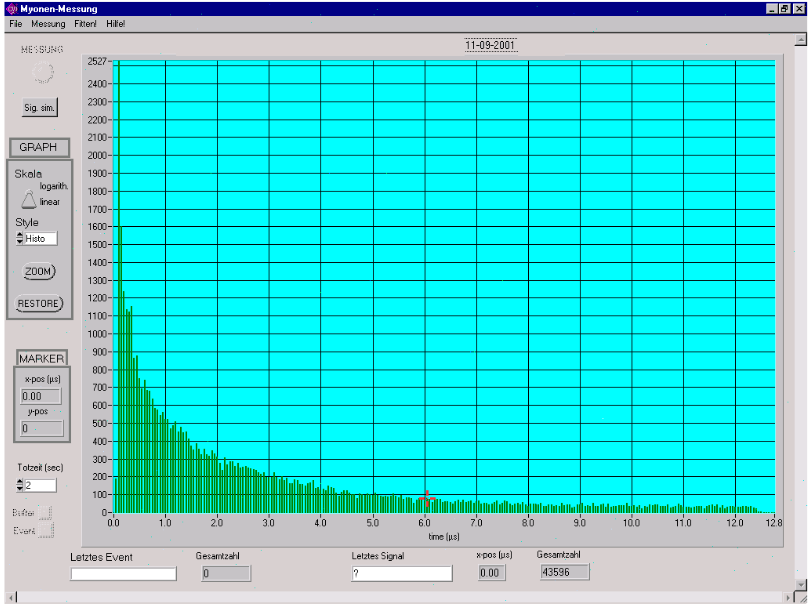 Myonen-Messung
File Messung Fitten! Hilfe!
11-09-2001
MESSUNG
Sig. sim.
GRAPH
Skala
logarith.
linear
Style
Histo
ZOOM
RESTORE
MARKER
x-pos (µs)
0.00
y-pos
0
Totzeit (sec)
2
Buffer
Event
2527
2400
2300
2200
2100
2000
1900
1800
1700
1600
1500
1400
1300
1200
1100
1000
900
800
700
600
500
400
300
200
100
0
0.0 1.0 2.0 3.0 4.0 5.0 6.0 7.0 8.0 9.0 10.0 11.0 12.0 12.8
time (µs)
Letztes Event Gesamtzahl Letztes Signal x-pos (µs) Gesamtzahl
0 ? 0.00 43596